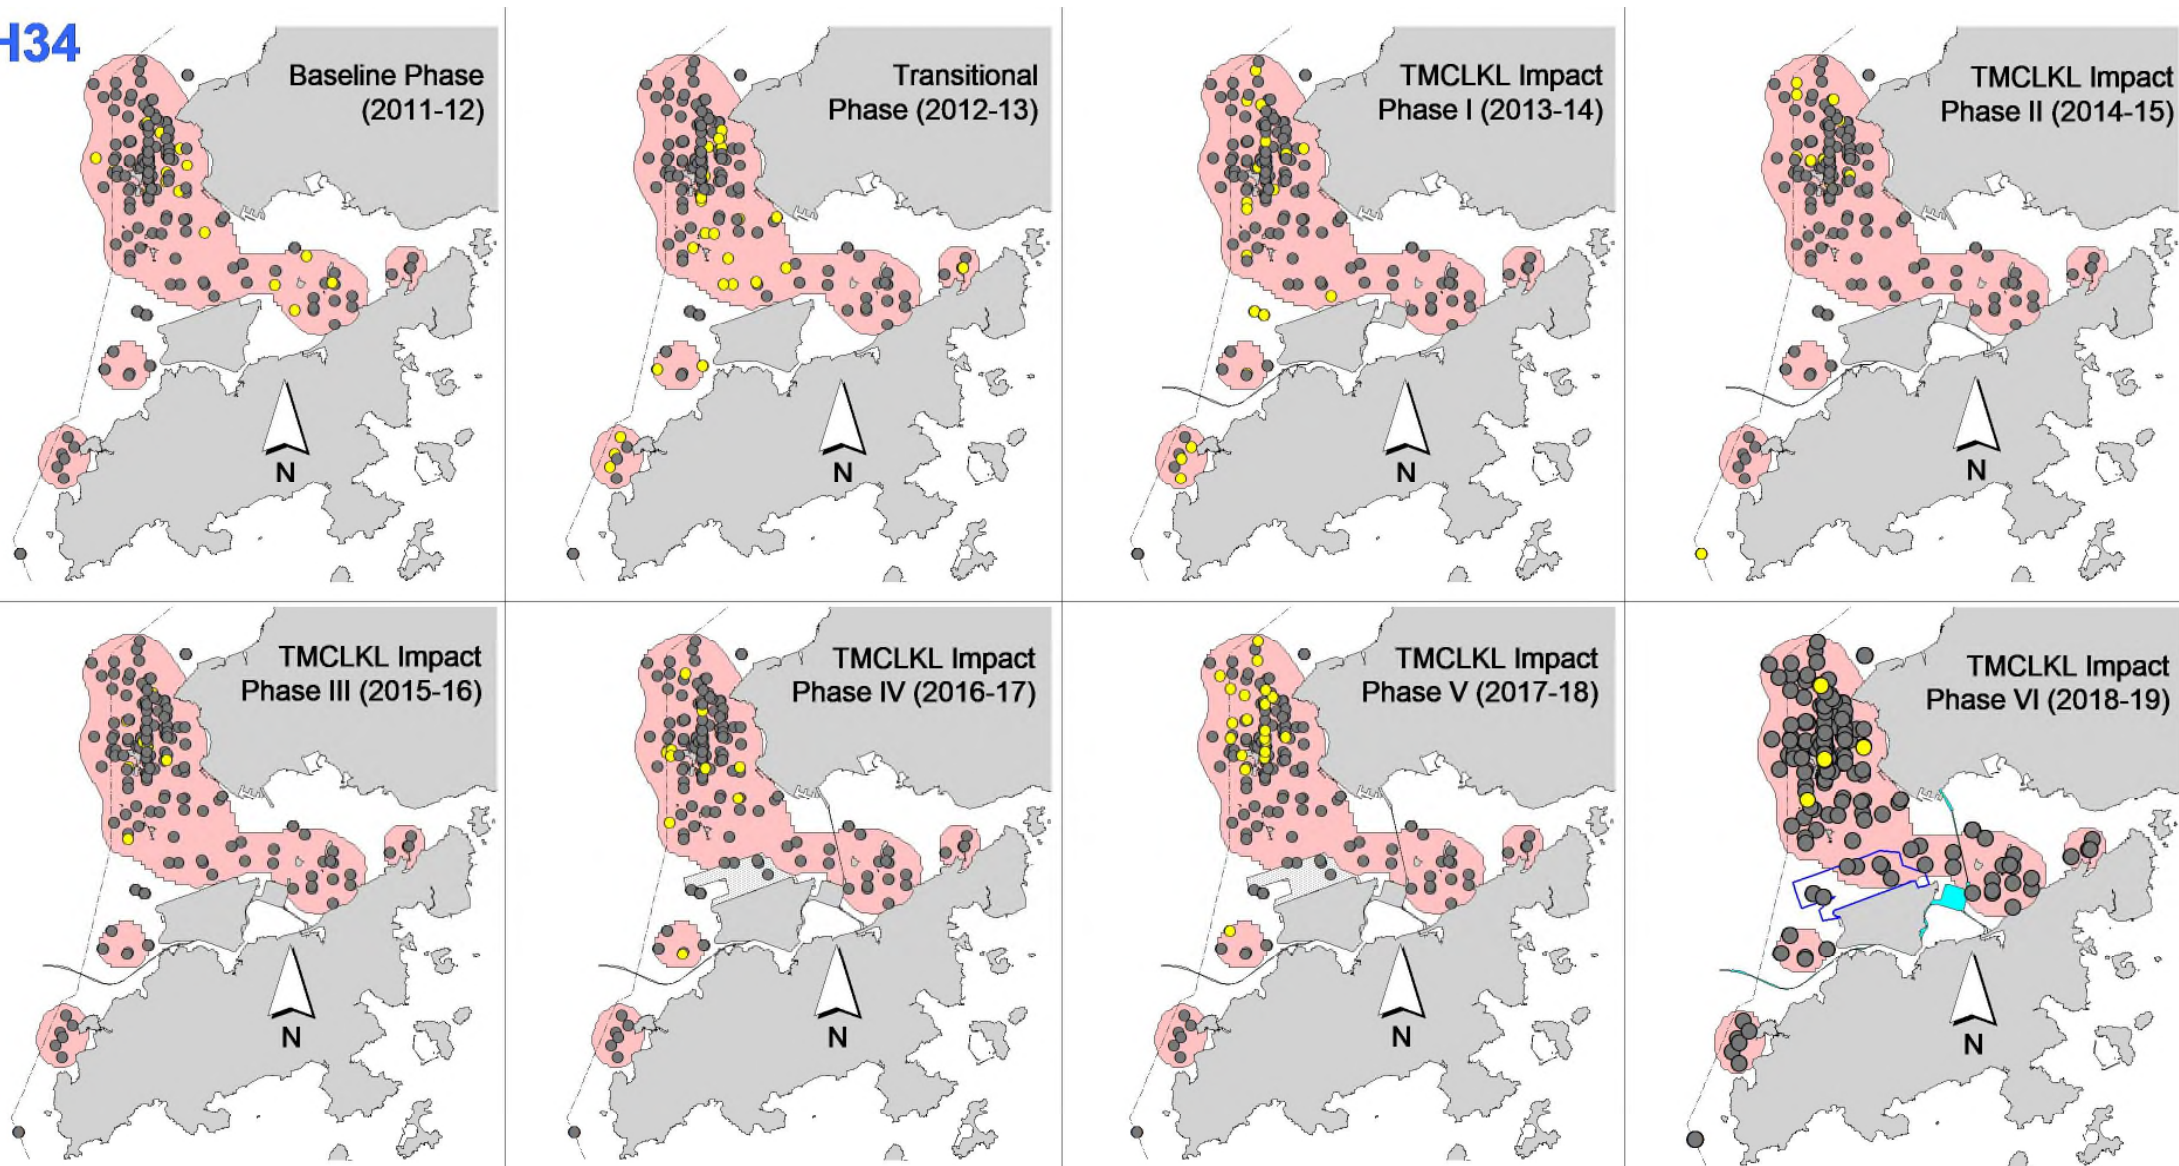 H34
Baseline Phase
(2011-12)
Transitional
Phase (2012-13)
TMCLKL Impact
Phase I (2013-14)
TMCLKL Impact
Phase II (2014-15)
N
N
N
N
TMCLKL Impact
Phase III (2015-16)
TMCLKL Impact
Phase IV (2016-17)
TMCLKL Impact
Phase V (2017-18)
TMCLKL Impact
Phase VI (2018-19)
N
N
N
N